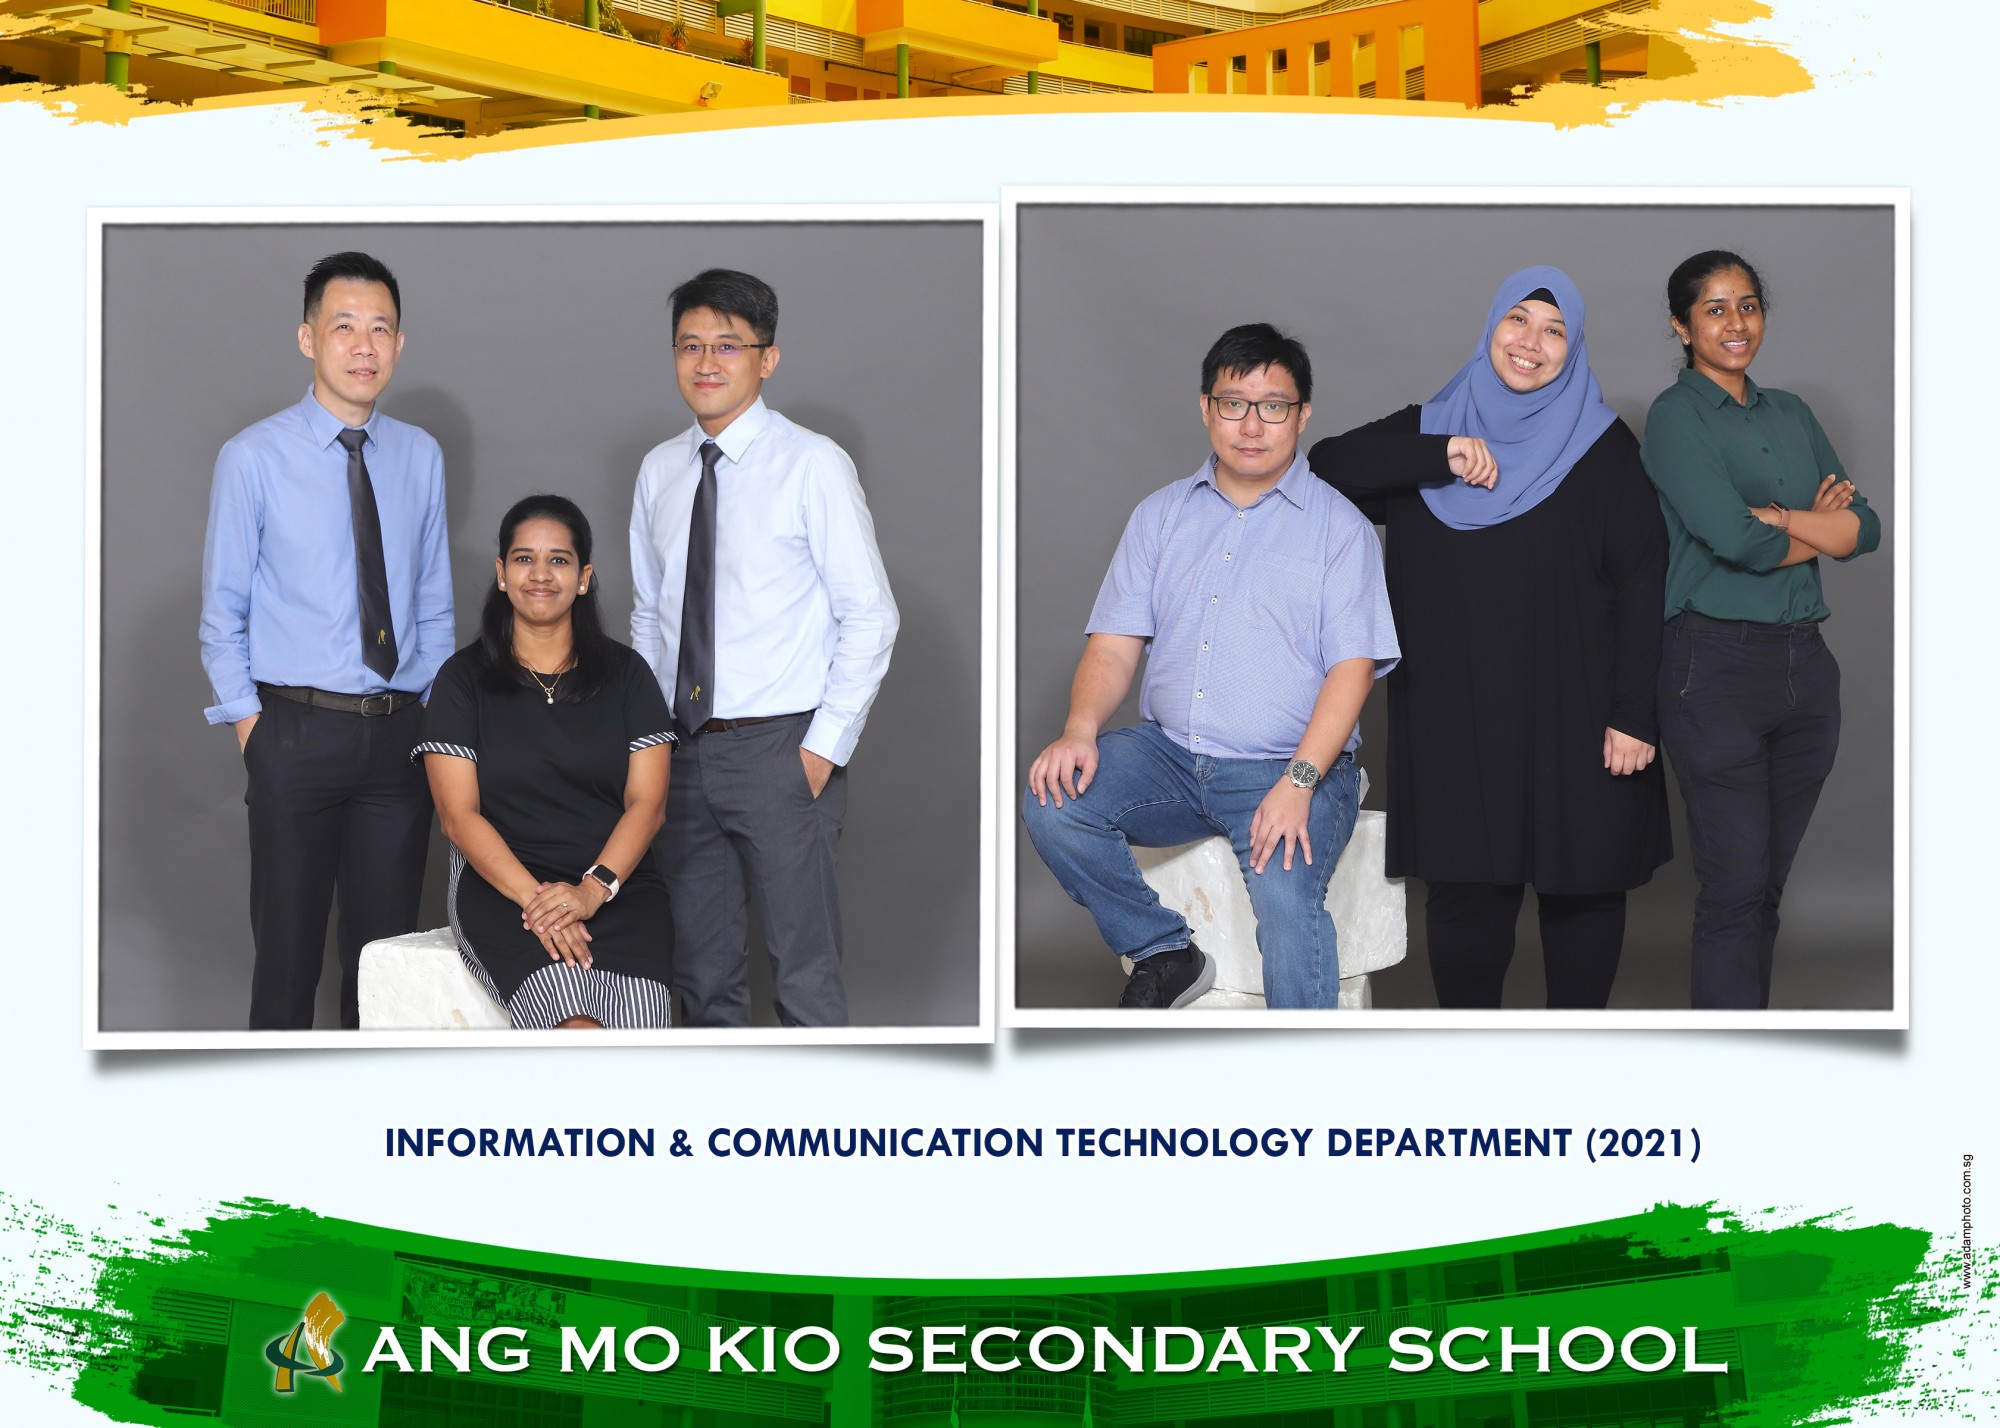 INFORMATION & COMMUNICATION TECHNOLOGY DEPARTMENT (2021)
www.adamphoto.com.sg
ANG MO KIO SECONDARY SCHOOL